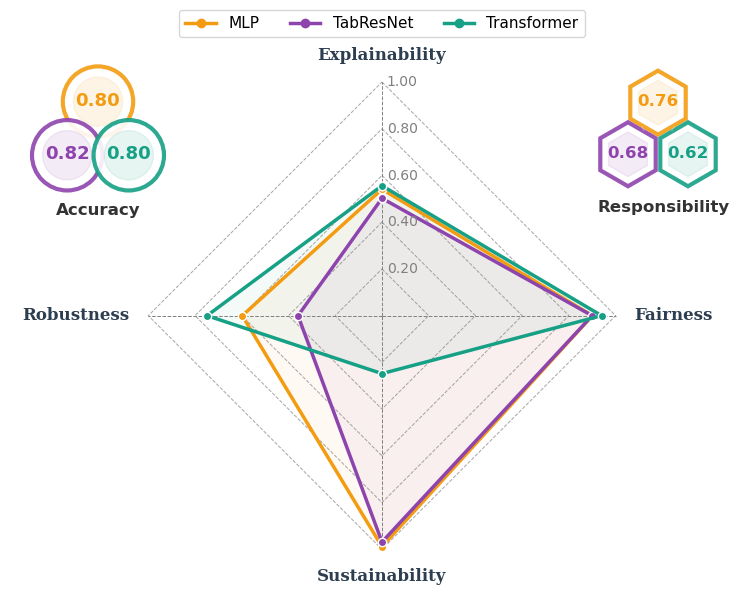 MLP TabResNet Transformer
Explainability
1.00
0.80
0.60
0.40
0.20
0.80
0.82 0.80
Accuracy
0.76
0.68 0.62
Responsibility
Robustness
Fairness
Sustainability